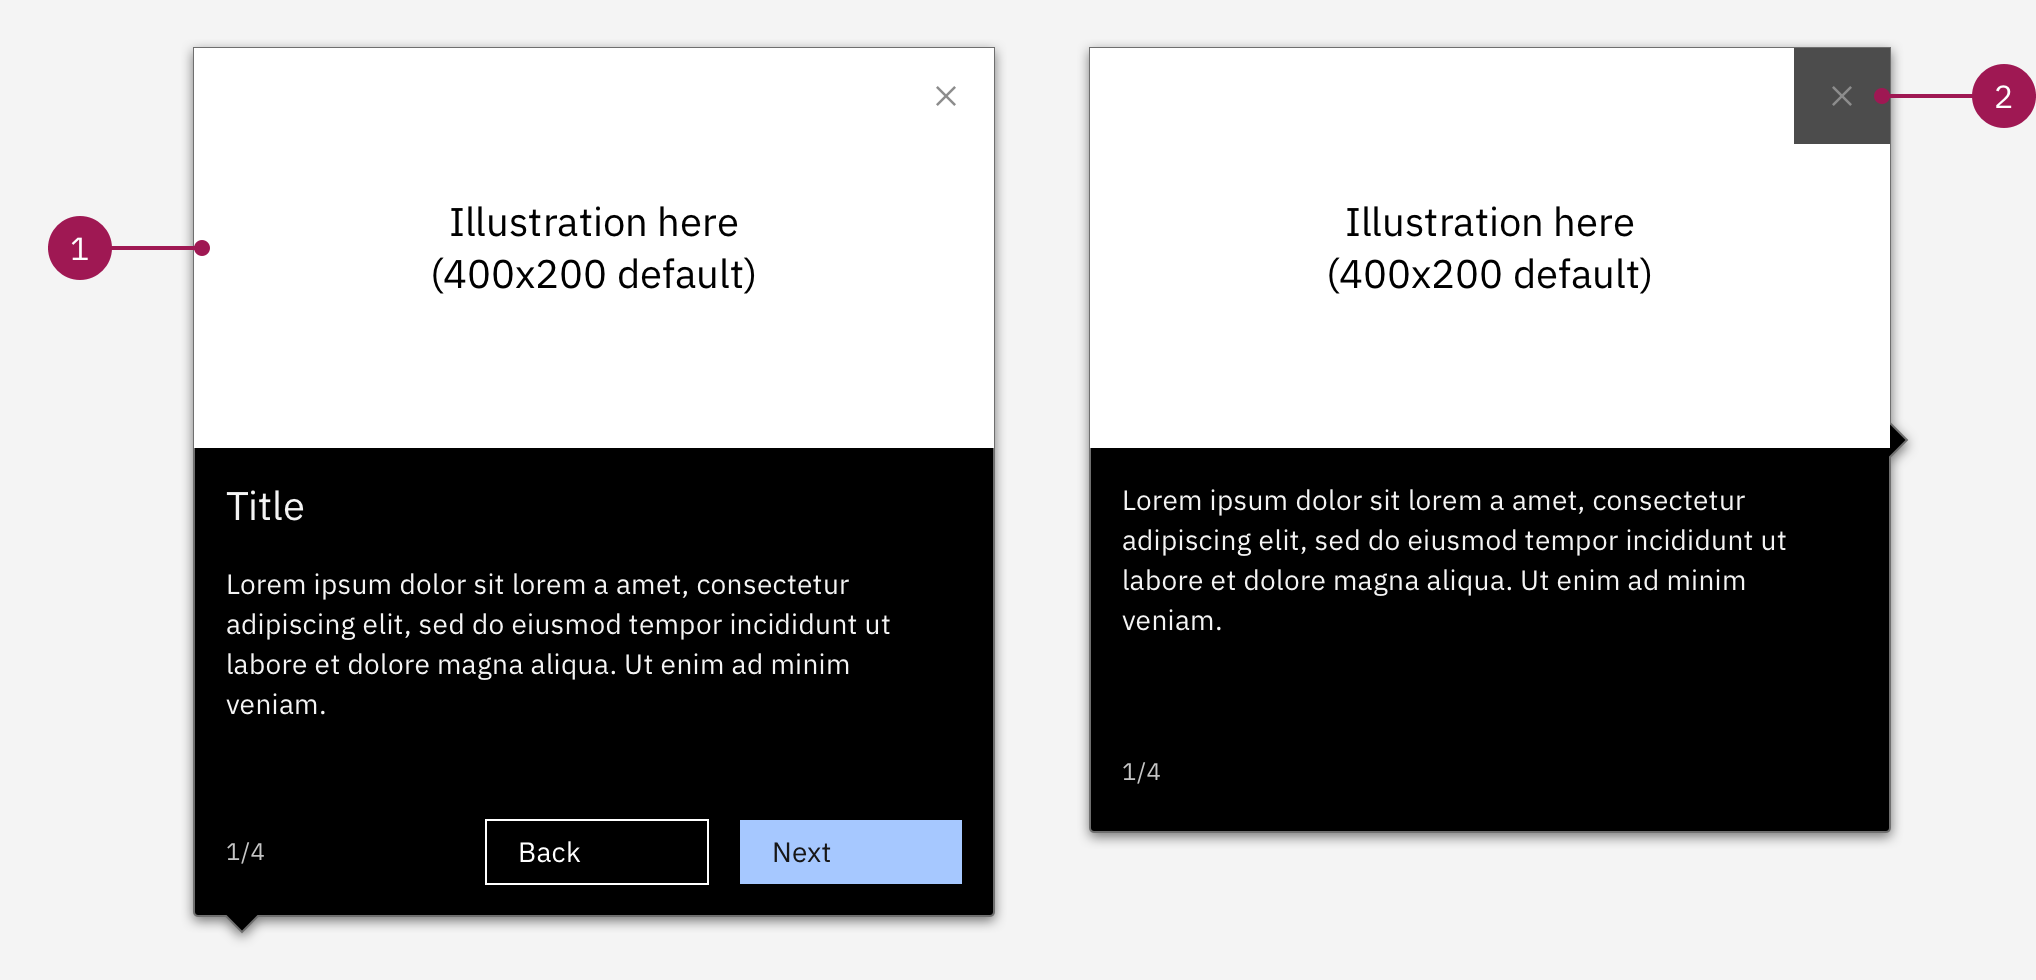 1
Illustration here
(400x200 default)
Title
Lorem ipsum dolor sit lorem a amet, consectetur
adipiscing elit, sed do eiusmod tempor incididunt ut
labore et dolore magna aliqua. Ut enim ad minim
veniam.
1/4
Back
Next
2
Illustration here
(400x200 default)
Lorem ipsum dolor sit lorem a amet, consectetur
adipiscing elit, sed do eiusmod tempor incididunt ut
labore et dolore magna aliqua. Ut enim ad minim
veniam.
1/4